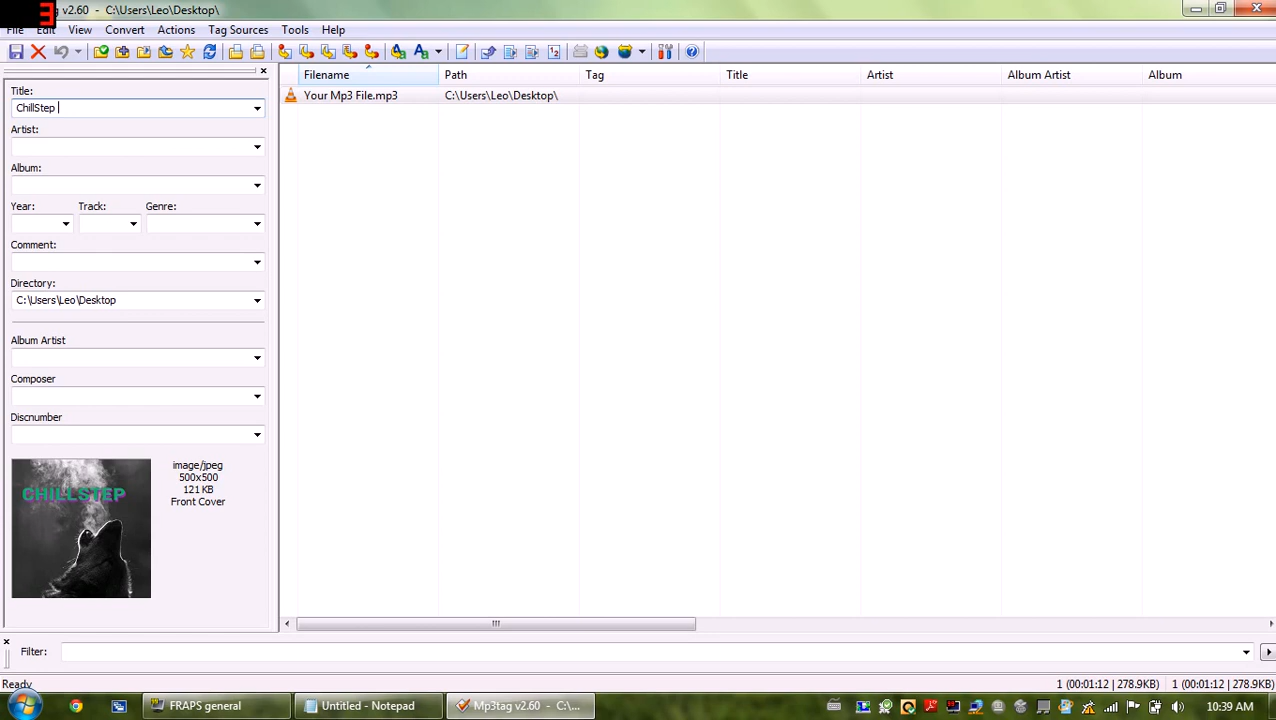 3
ag v2.60 - C:\Users\Leo\Desktop\
File Edit View Convert Actions Tag Sources Tools Help
Title:
ChillStep
Artist:
Album:
Year: Track: Genre:
Comment:
Directory:
C:\Users\Leo\Desktop
Album Artist
Composer
Discnumber
CHILLSTEP
image/jpeg
500x500
121 KB
Front Cover
Filename Path Tag Title Artist Album Artist Album
Your Mp3 File.mp3 C:\Users\Leo\Desktop\
Filter:
Ready 1 (00:01:12 | 278.9KB) 1 (00:01:12 | 278.9KB)
FRAPS general Untitled - Notepad Mp3tag v2.60 - C:\... 10:39 AM